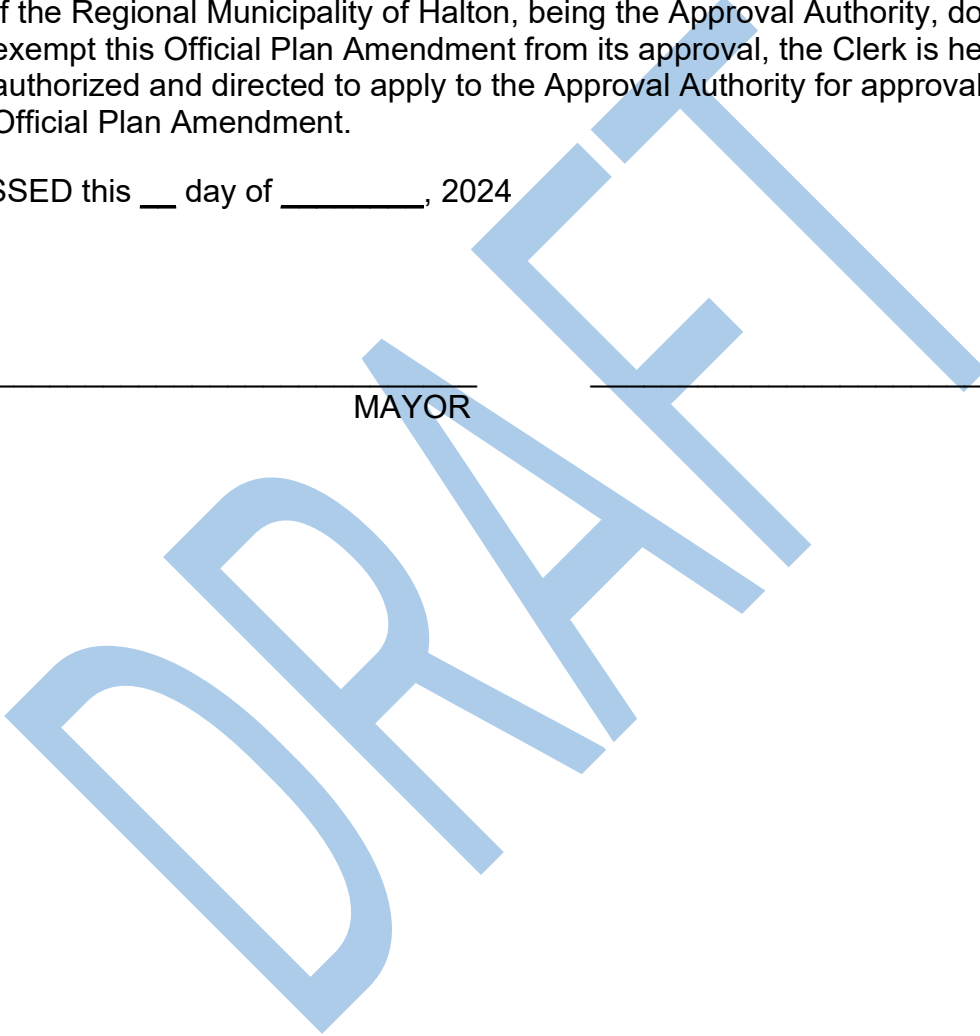 f the Regional Municipality of Halton, being the Approval Authority, do
exempt this Official Plan Amendment from its approval, the Clerk is he
authorized and directed to apply to the Approval Authority for approval
Official Plan Amendment.
SSED this __ day of ________, 2024
MAYOR
DRAFT